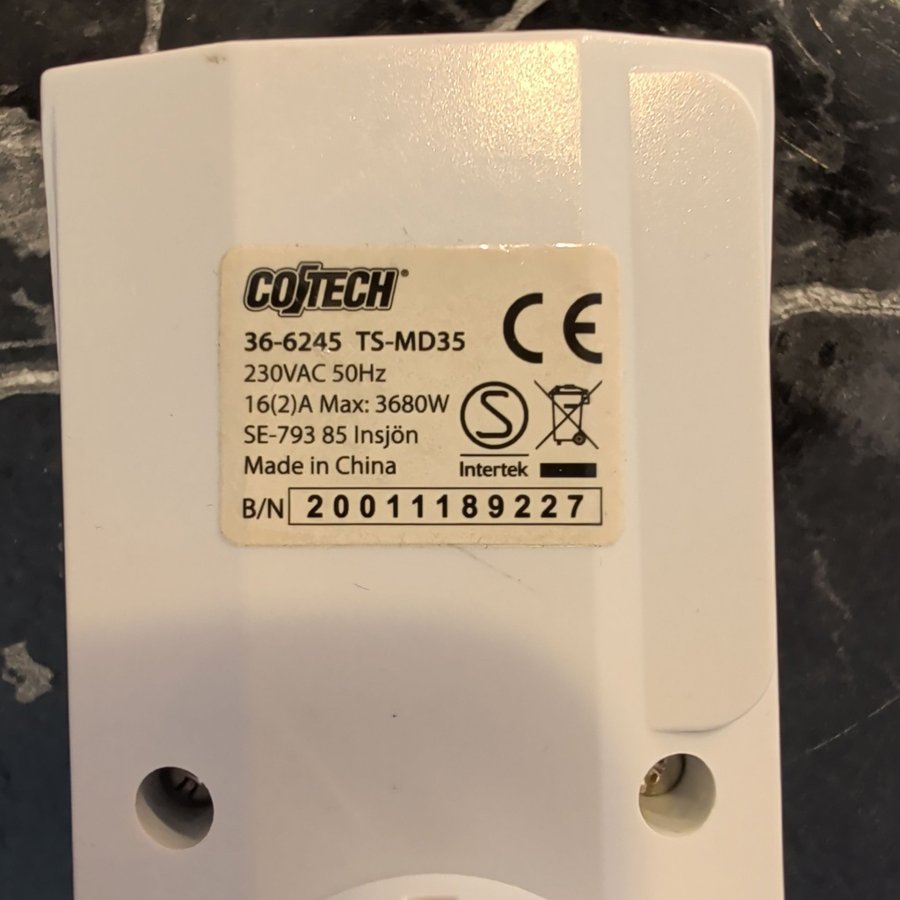 COTECH®
36-6245 TS-MD35
CE
230VAC 50Hz
16(2)A Max: 3680W
S
SE-793 85 Insjön
Made in China
Intertek
B/N 20011189227